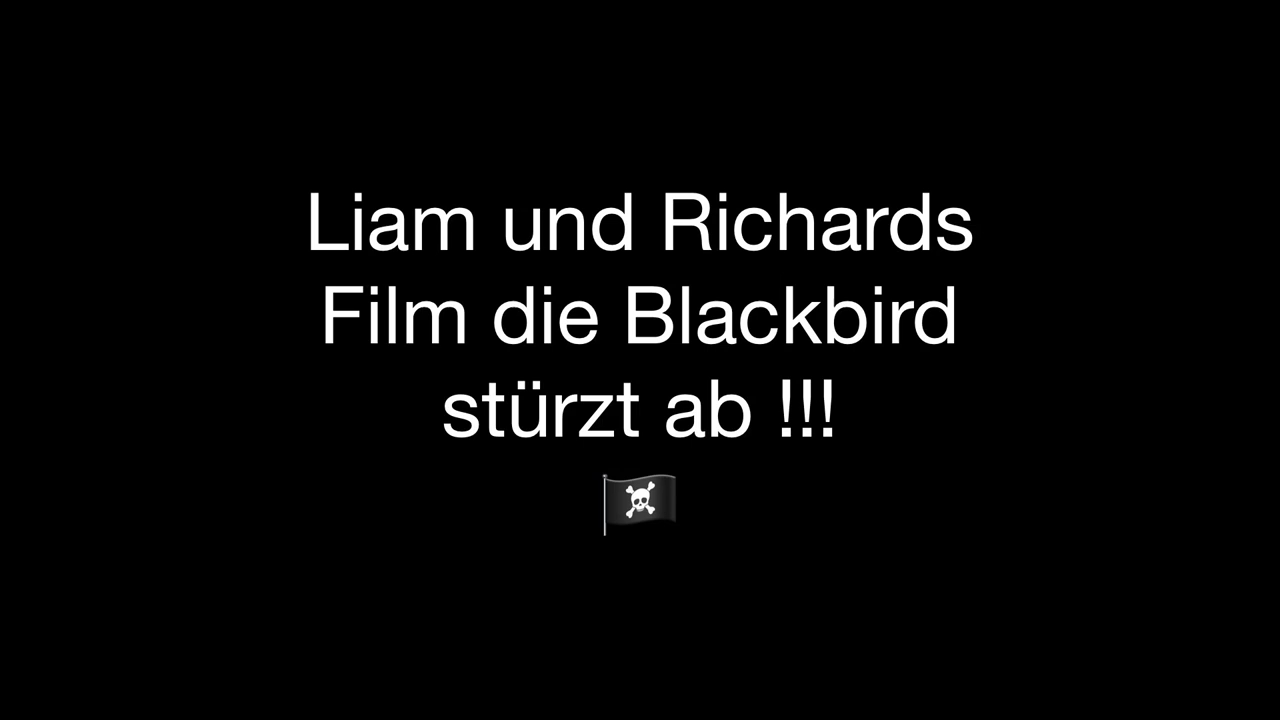 Liam und Richards
Film die Blackbird
stürzt ab !!!
🏴‍☠️